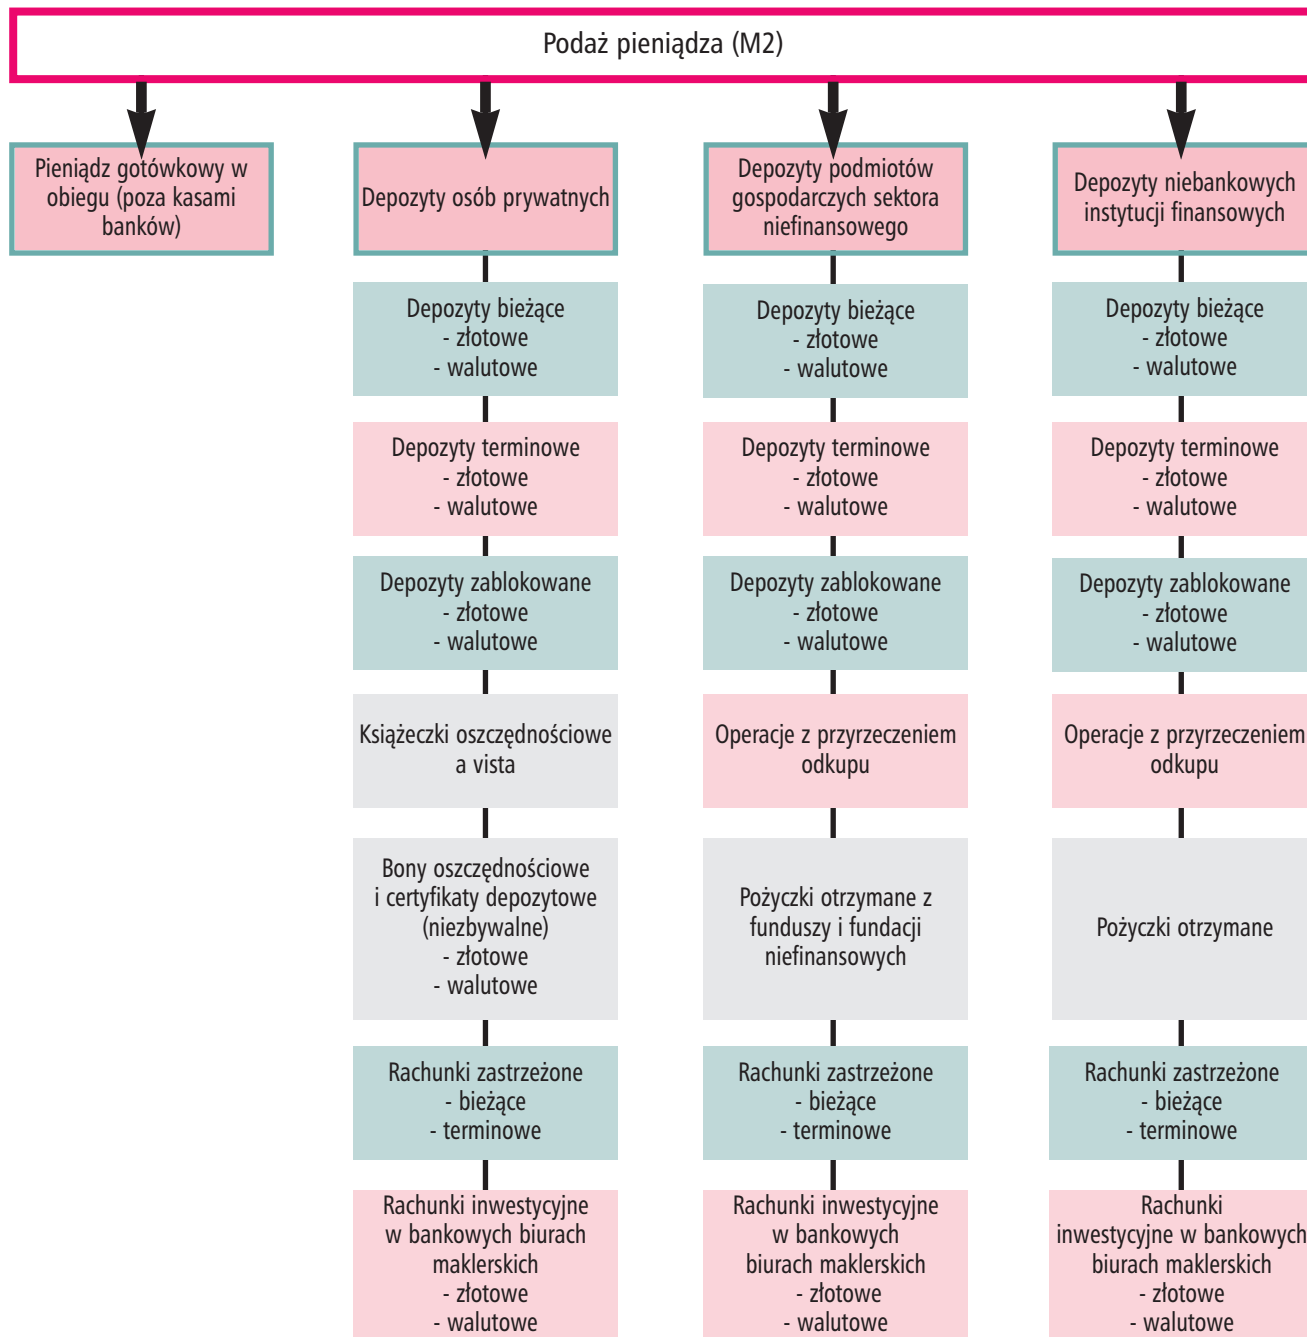 Podaż pieniądza (M2)
Pieniądz gotówkowy w
obiegu (poza kasami
banków)
Depozyty osób prywatnych
Depozyty podmiotów
gospodarczych sektora
niefinansowego
Depozyty niebankowych
instytucji finansowych
Depozyty bieżące
- złotowe
- walutowe
Depozyty bieżące
- złotowe
- walutowe
Depozyty bieżące
- złotowe
- walutowe
Depozyty terminowe
- złotowe
- walutowe
Depozyty terminowe
- złotowe
- walutowe
Depozyty terminowe
- złotowe
- walutowe
Depozyty zablokowane
- złotowe
- walutowe
Depozyty zablokowane
- złotowe
- walutowe
Depozyty zablokowane
- złotowe
- walutowe
Książeczki oszczędnościowe
a vista
Operacje z przyrzeczeniem
odkupu
Operacje z przyrzeczeniem
odkupu
Bony oszczędnościowe
i certyfikaty depozytowe
(niezbywalne)
- złotowe
- walutowe
Pożyczki otrzymane z
funduszy i fundacji
niefinansowych
Pożyczki otrzymane
Rachunki zastrzeżone
- bieżące
- terminowe
Rachunki zastrzeżone
- bieżące
- terminowe
Rachunki zastrzeżone
- bieżące
- terminowe
Rachunki inwestycyjne
w bankowych biurach
maklerskich
- złotowe
- walutowe
Rachunki inwestycyjne
w bankowych
biurach maklerskich
- złotowe
- walutowe
Rachunki
inwestycyjne w bankowych
biurach maklerskich
- złotowe
- walutowe